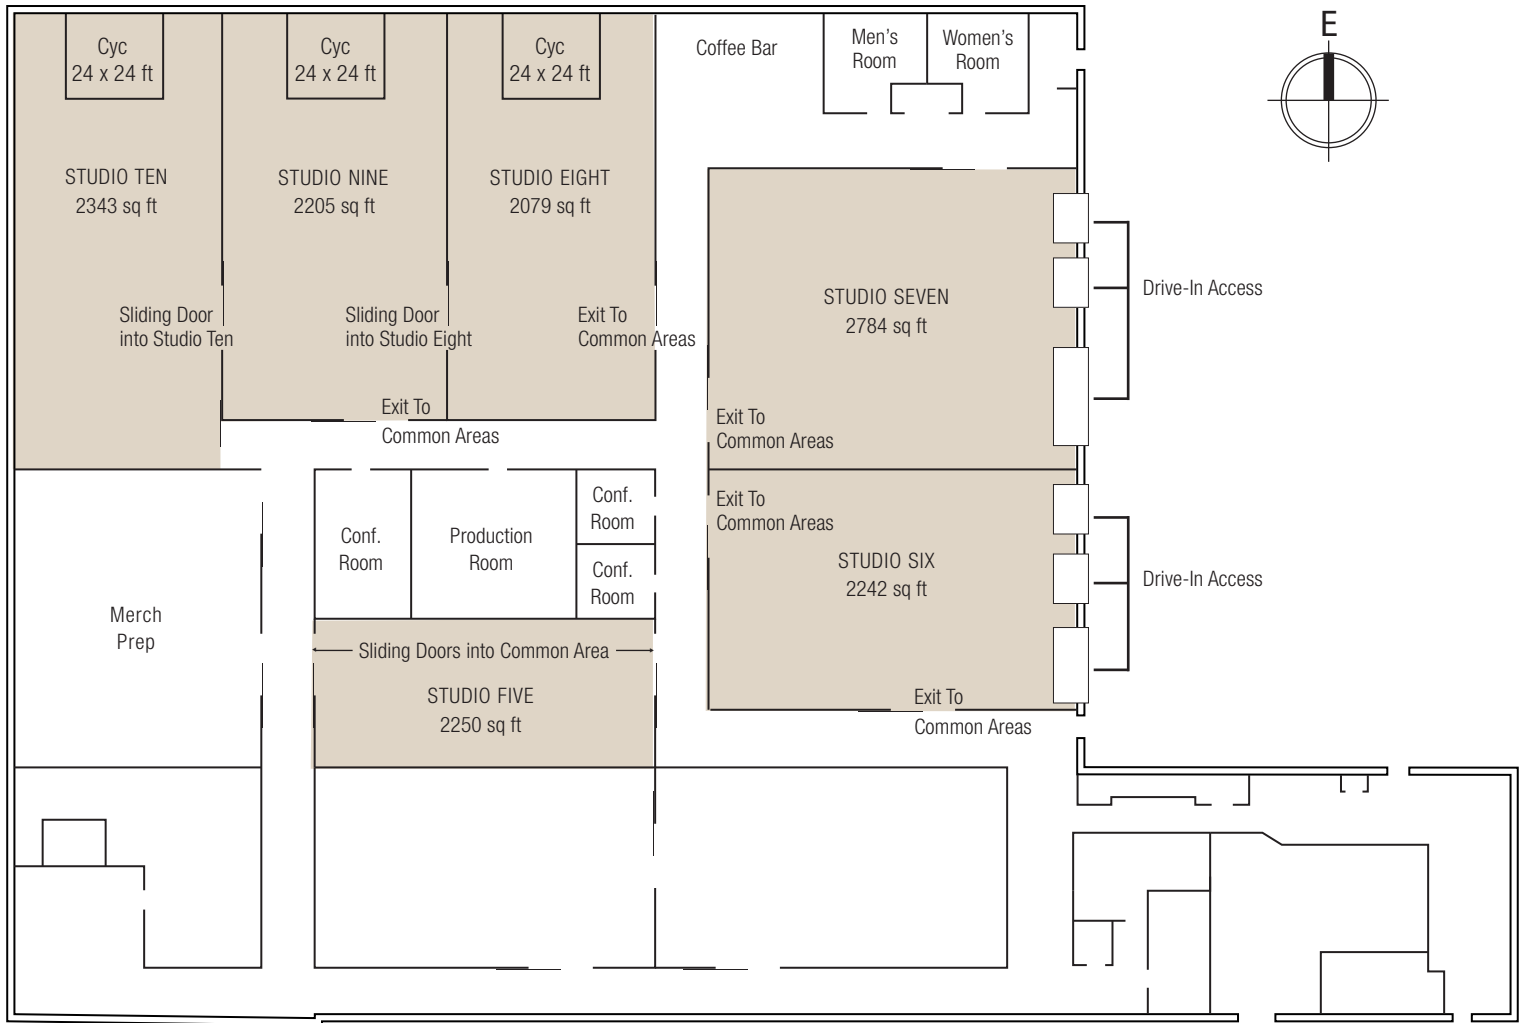 E
Cyc
24 x 24 ft
Cyc
24 x 24 ft
Cyc
24 x 24 ft
Coffee Bar
Men's
Room
Women's
Room
STUDIO TEN
2343 sq ft
STUDIO NINE
2205 sq ft
STUDIO EIGHT
2079 sq ft
Sliding Door
into Studio Ten
Sliding Door
into Studio Eight
Exit To
Common Areas
STUDIO SEVEN
2784 sq ft
Drive-In Access
Exit To
Common Areas
Exit To
Common Areas
Exit To
Common Areas
Conf.
Room
Production
Room
Conf.
Room
Conf.
Room
STUDIO SIX
2242 sq ft
Drive-In Access
Merch
Prep
Sliding Doors into Common Area
STUDIO FIVE
2250 sq ft
Exit To
Common Areas